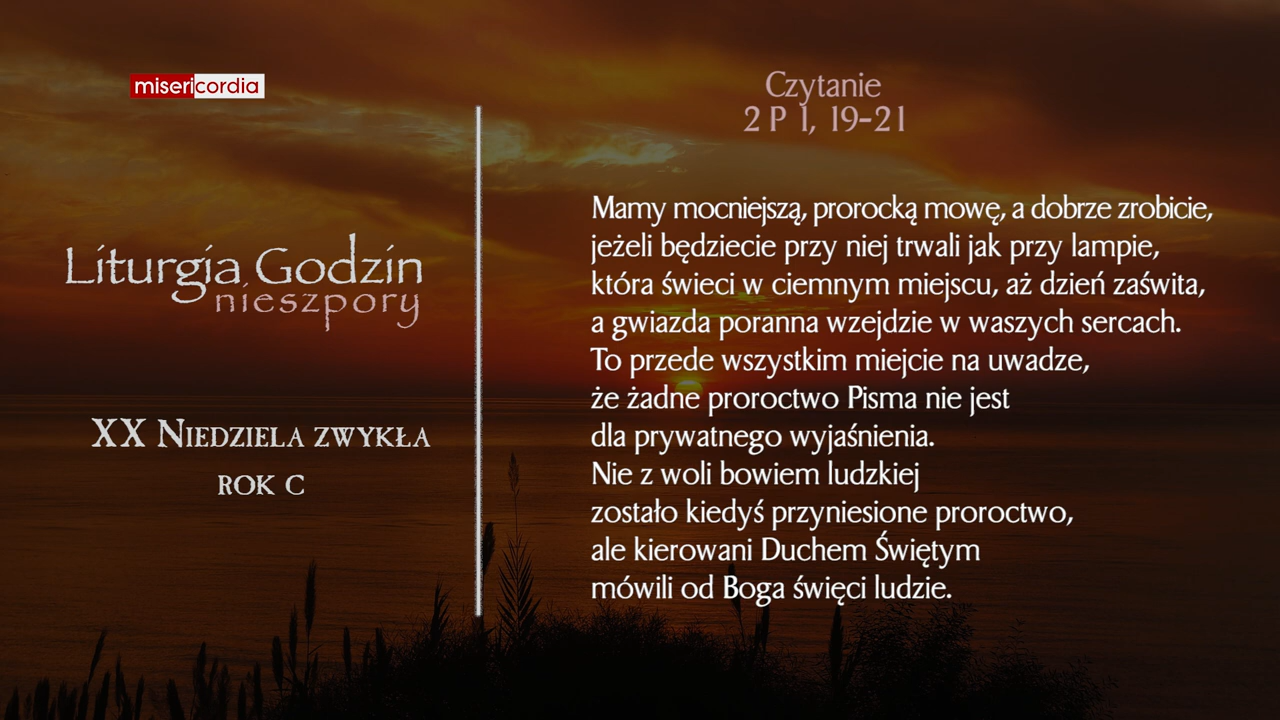 misericordia
Liturgia Godzin
nieszpory
XX Niedziela zwykła
rok C
Czytanie
2 P 1, 19-21
Mamy mocniejszą, prorocką mowę, a dobrze zrobicie,
jeżeli będziecie przy niej trwali jak przy lampie,
która świeci w ciemnym miejscu, aż dzień zaświta,
a gwiazda poranna wzejdzie w waszych sercach.
To przede wszystkim miejcie na uwadze,
że żadne proroctwo Pisma nie jest
dla prywatnego wyjaśnienia.
Nie z woli bowiem ludzkiej
zostało kiedyś przyniesione proroctwo,
ale kierowani Duchem Świętym
mówili od Boga święci ludzie.